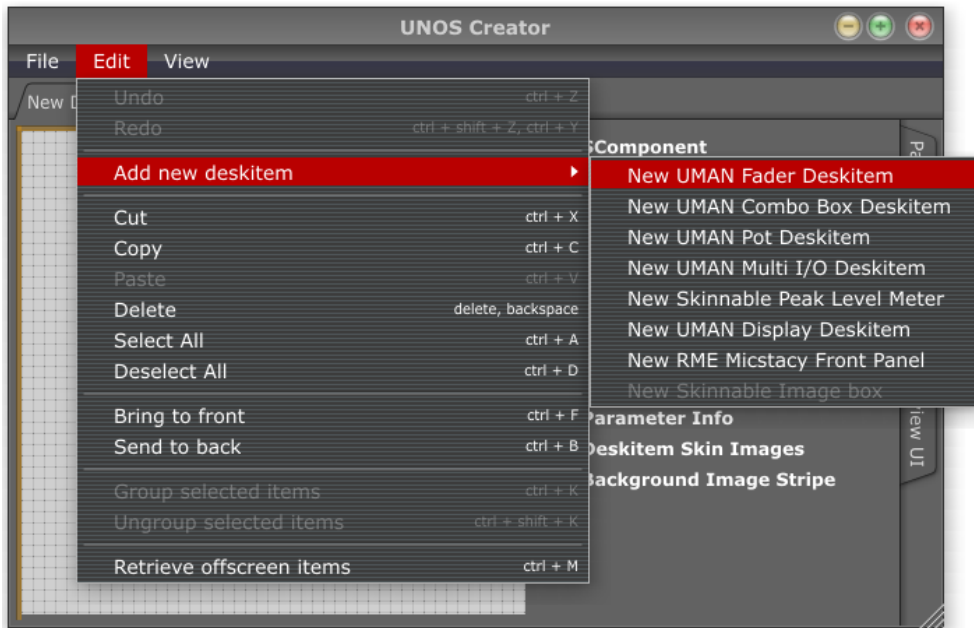 UNOS Creator
File Edit View
New D
Undo ctrl + Z
Redo ctrl + shift + Z, ctrl + Y
Add new deskitem
Cut ctrl + X
Copy ctrl + C
Paste ctrl + V
Delete delete, backspace
Select All ctrl + A
Deselect All ctrl + D
Bring to front ctrl + F
Send to back ctrl + B
Group selected items ctrl + K
Ungroup selected items ctrl + shift + K
Retrieve offscreen items ctrl + M
SComponent
New UMAN Fader Deskitem
New UMAN Combo Box Deskitem
New UMAN Pot Deskitem
New UMAN Multi I/O Deskitem
New Skinnable Peak Level Meter
New UMAN Display Deskitem
New RME Micstacy Front Panel
New Skinnable Image box
Parameter Info
Deskitem Skin Images
Background Image Stripe
Pa
iew UI